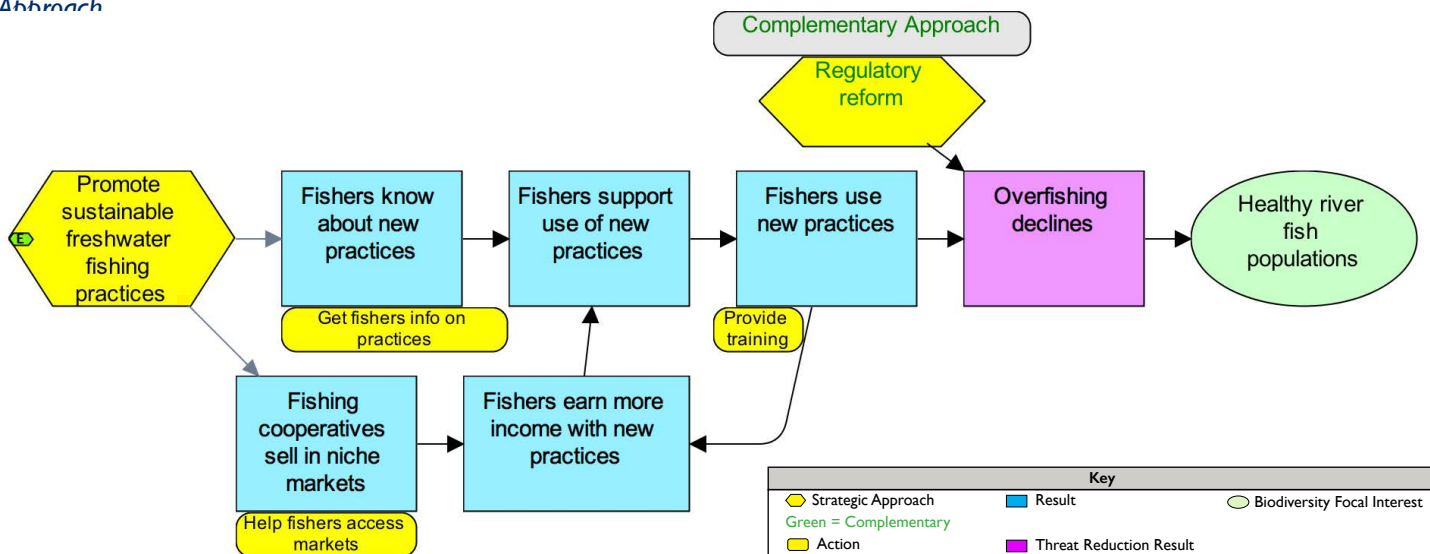 Approach
Complementary Approach
Regulatory
reform
Promote
sustainable
freshwater
fishing
practices
E
Fishers know
about new
practices
Get fishers info on
practices
Fishers support
use of new
practices
Fishers use
new practices
Provide
training
Overfishing
declines
Healthy river
fish
populations
Fishing
cooperatives
sell in niche
markets
Help fishers access
markets
Fishers earn more
income with new
practices
Key
Strategic Approach
Result
Biodiversity Focal Interest
Green = Complementary
Action
Threat Reduction Result